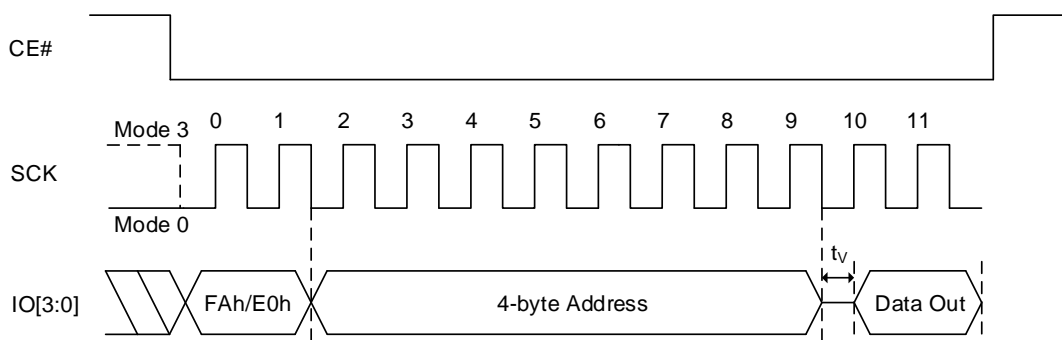 CE#
Mode 3 0 1 2 3 4 5 6 7 8 9 10 11
SCK
Mode 0
tV
IO[3:0] FAh/E0h 4-byte Address Data Out